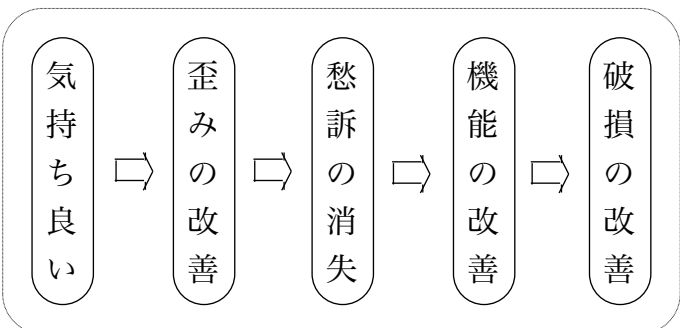 気持ち良い
歪みの改善
愁訴の消失
機能の改善
破損の改善